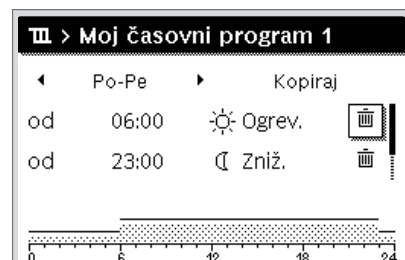 > Moj časovni program 1
Po-Pe Kopiraj
od 06:00 Ogrev.
od 23:00 Zniž.
0 6 12 18 24